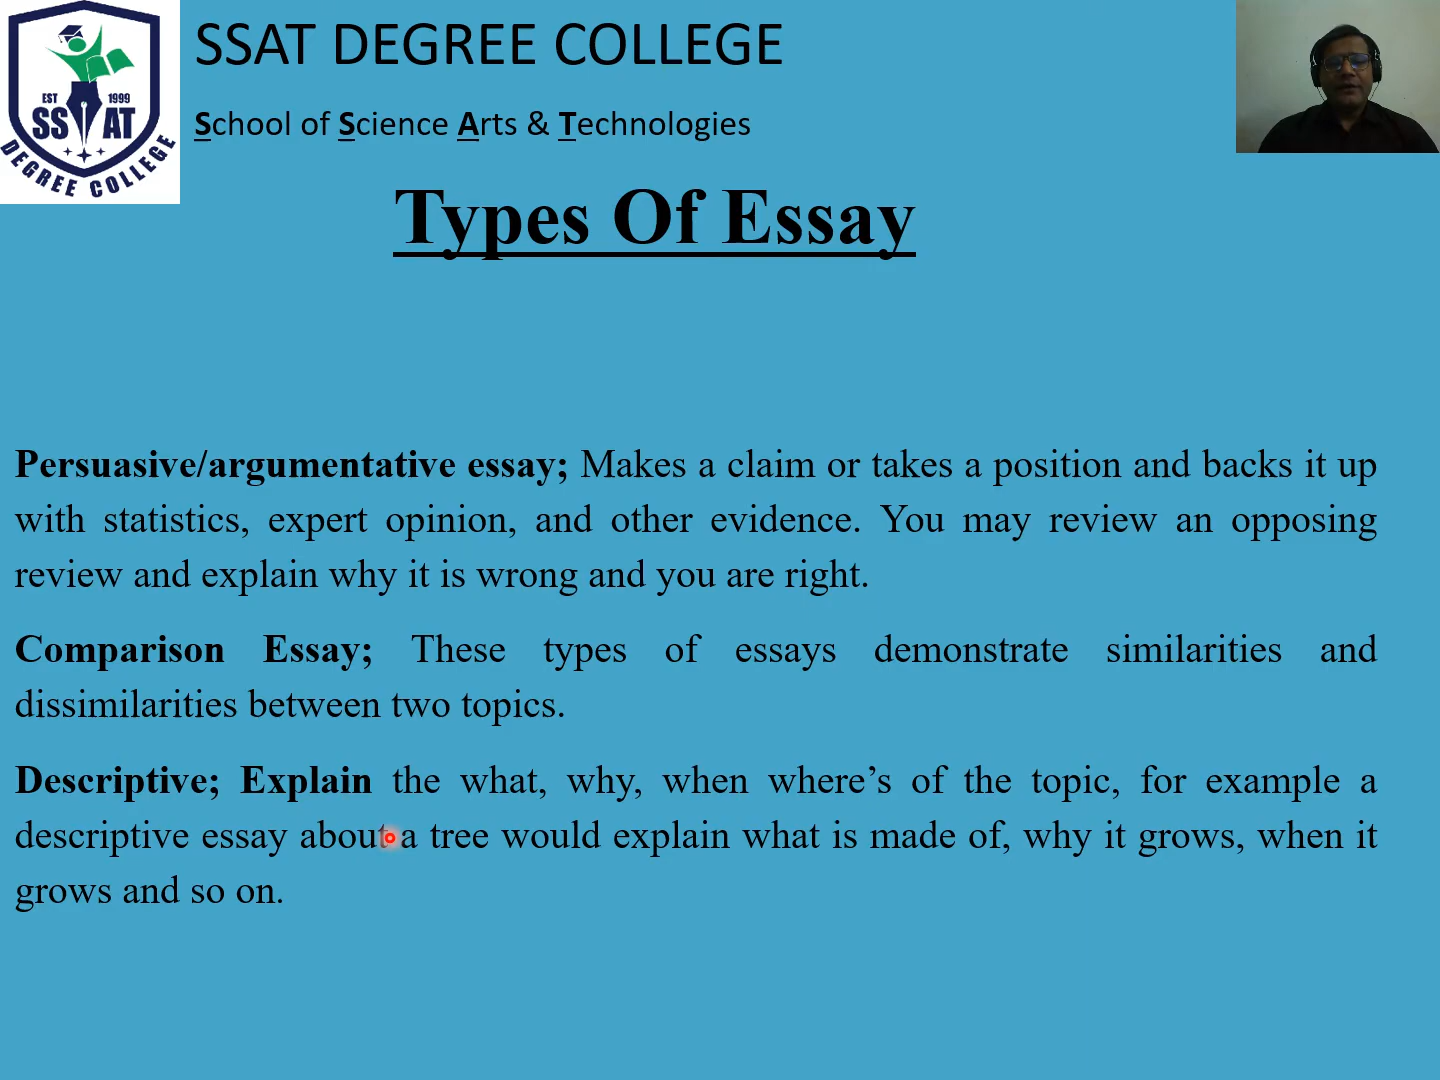 SSAT DEGREE COLLEGE
School of Science Arts & Technologies
EST 1999
SS AT
DEGREE COLLEGE
Types Of Essay
Persuasive/argumentative essay; Makes a claim or takes a position and backs it up
with statistics, expert opinion, and other evidence. You may review an opposing
review and explain why it is wrong and you are right.
Comparison Essay; These types of essays demonstrate similarities and
dissimilarities between two topics.
Descriptive; Explain the what, why, when where’s of the topic, for example a
descriptive essay about a tree would explain what is made of, why it grows, when it
grows and so on.